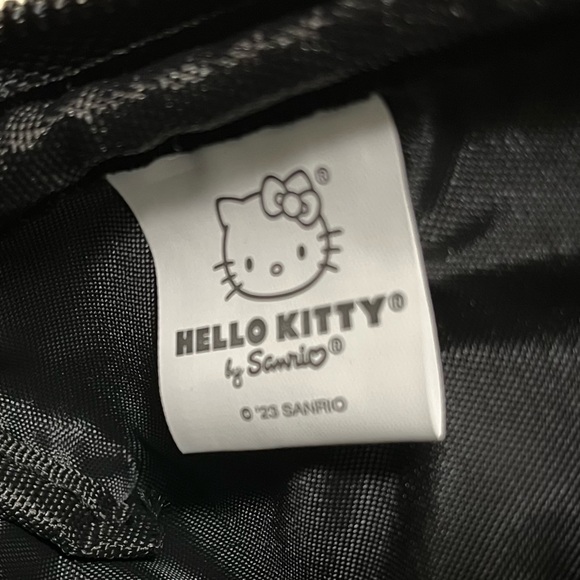 ®
HELLO KITTY®
by Sanrio®
© '23 SANRIO